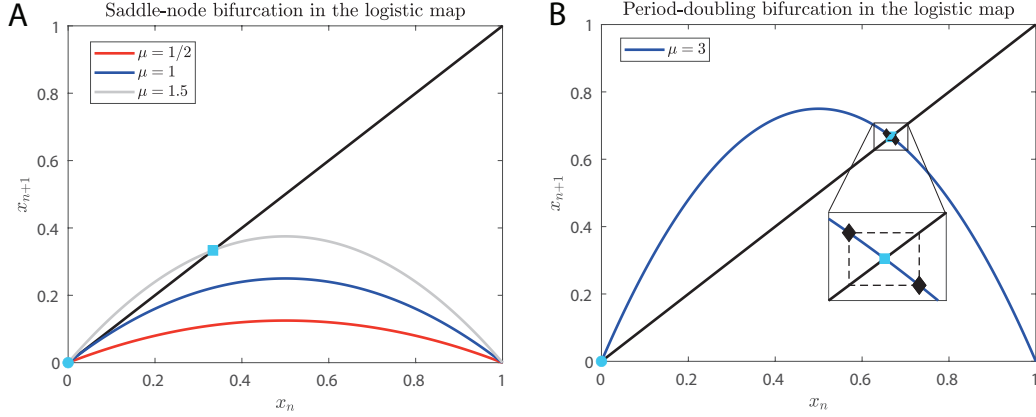 A
Saddle-node bifurcation in the logistic map
μ = 1/2
μ = 1
μ = 1.5
1
0.8
0.6
0.4
0.2
0
x_{n+1}
0
0.2
0.4
0.6
0.8
1
x_n
B
Period-doubling bifurcation in the logistic map
μ = 3
1
0.8
0.6
0.4
0.2
0
x_{n+1}
0
0.2
0.4
0.6
0.8
1
x_n